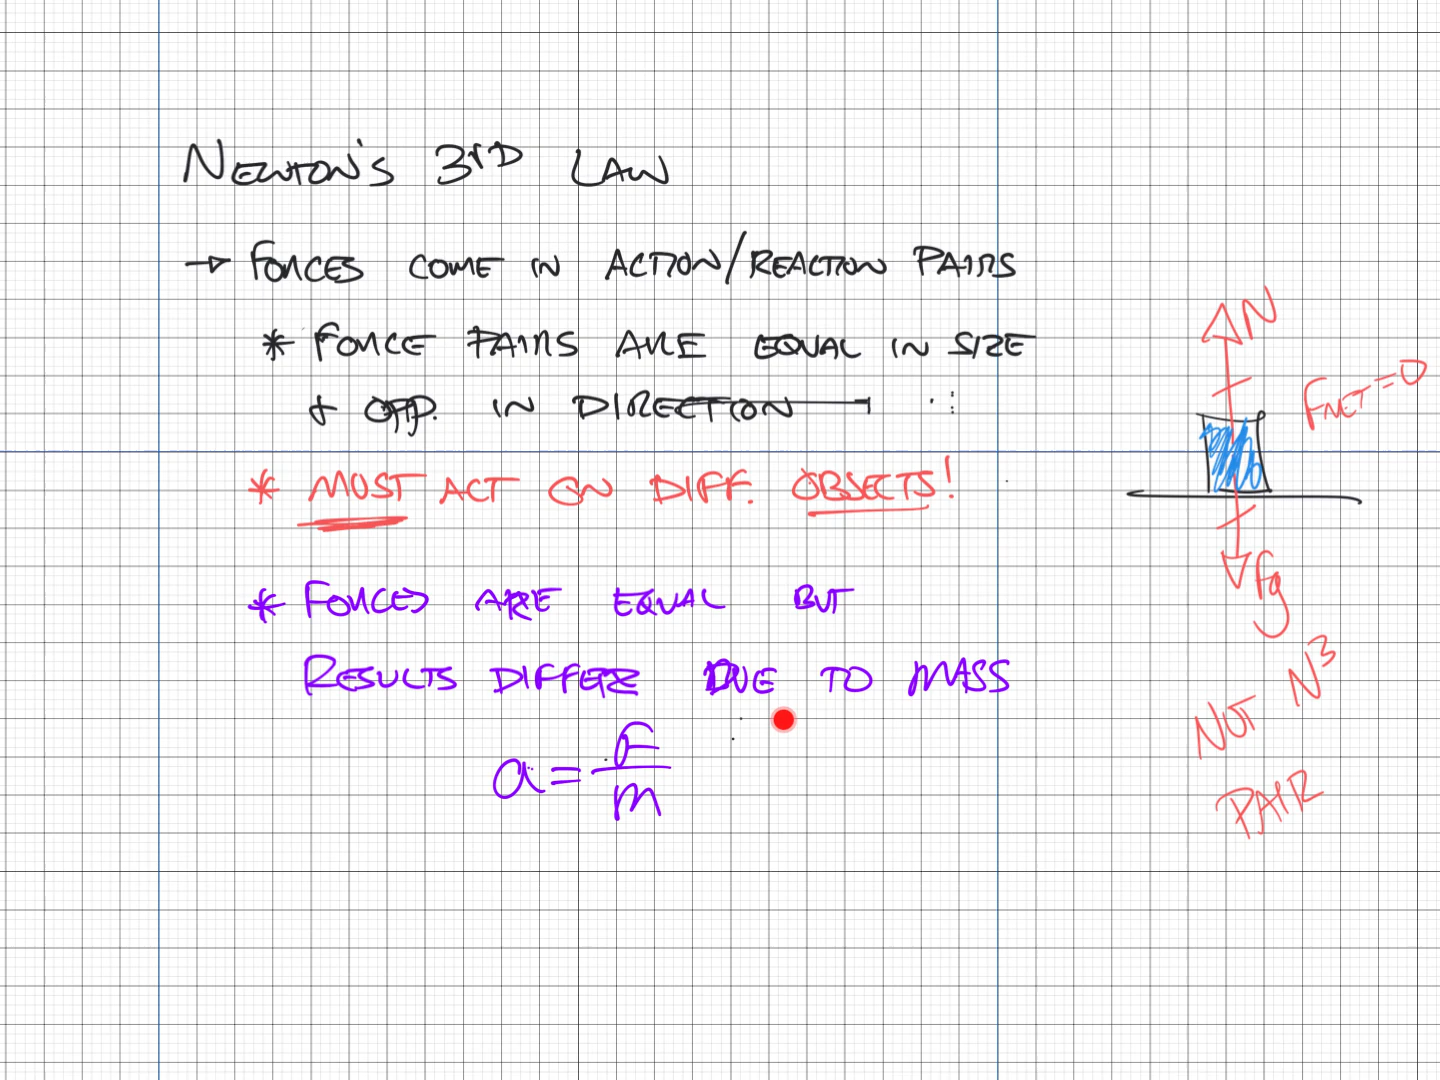 NEWTON'S 3RD LAW
→ FORCES COME IN ACTION/REACTION PAIRS
* FORCE PAIRS ARE EQUAL IN SIZE
+ OPP. IN DIRECTION
* MUST ACT ON DIFF. OBJECTS!
* FORCES ARE EQUAL BUT
RESULTS DIFFER DUE TO MASS
a = F/m
N
FNET = 0
Fg
NOT N3
PAIR